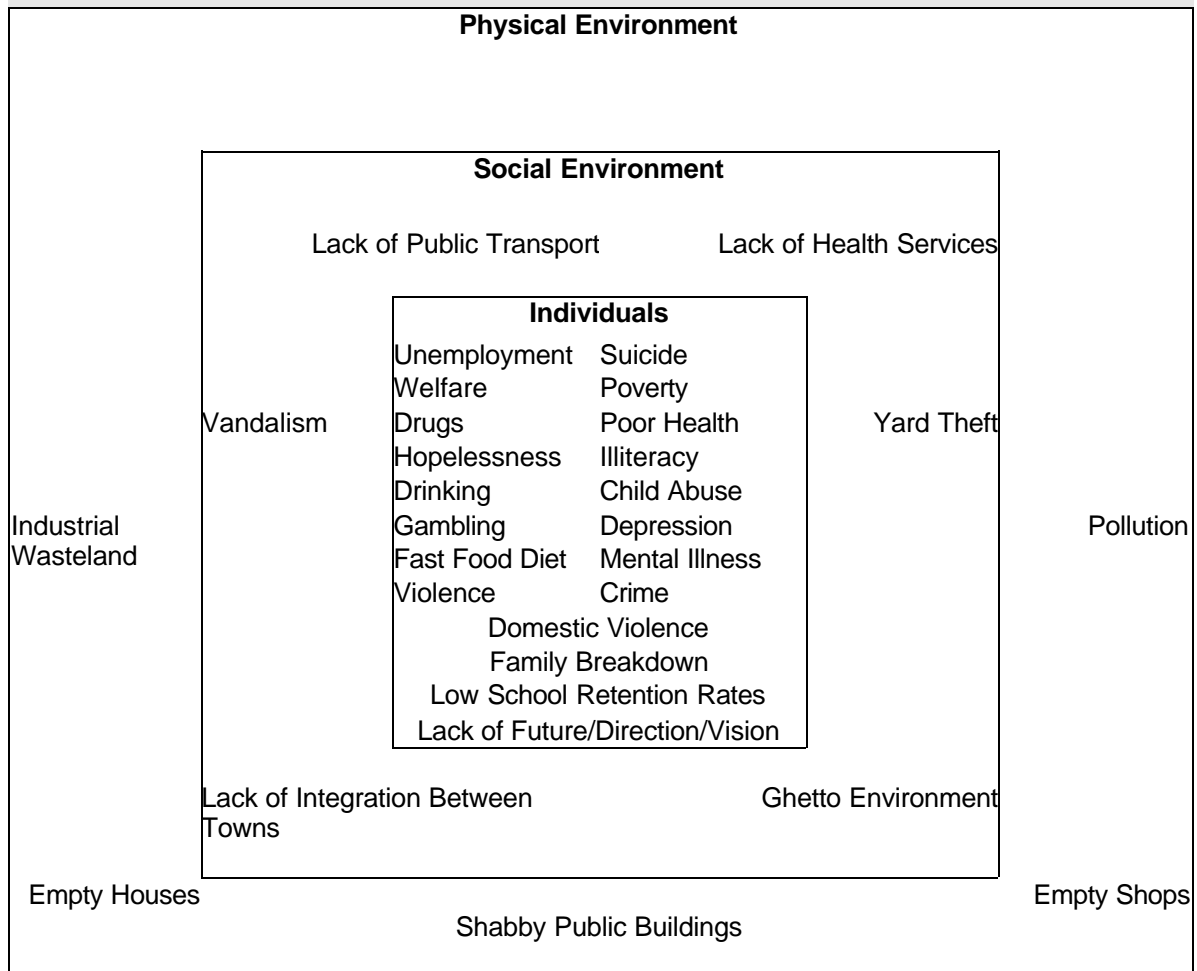 Physical Environment
Social Environment
Lack of Public Transport Lack of Health Services
Individuals
Unemployment Suicide
Welfare Poverty
Vandalism Drugs Poor Health Yard Theft
Hopelessness Illiteracy
Drinking Child Abuse
Industrial Gambling Depression Pollution
Wasteland Fast Food Diet Mental Illness
Violence Crime
Domestic Violence
Family Breakdown
Low School Retention Rates
Lack of Future/Direction/Vision
Lack of Integration Between Ghetto Environment
Towns
Empty Houses Empty Shops
Shabby Public Buildings